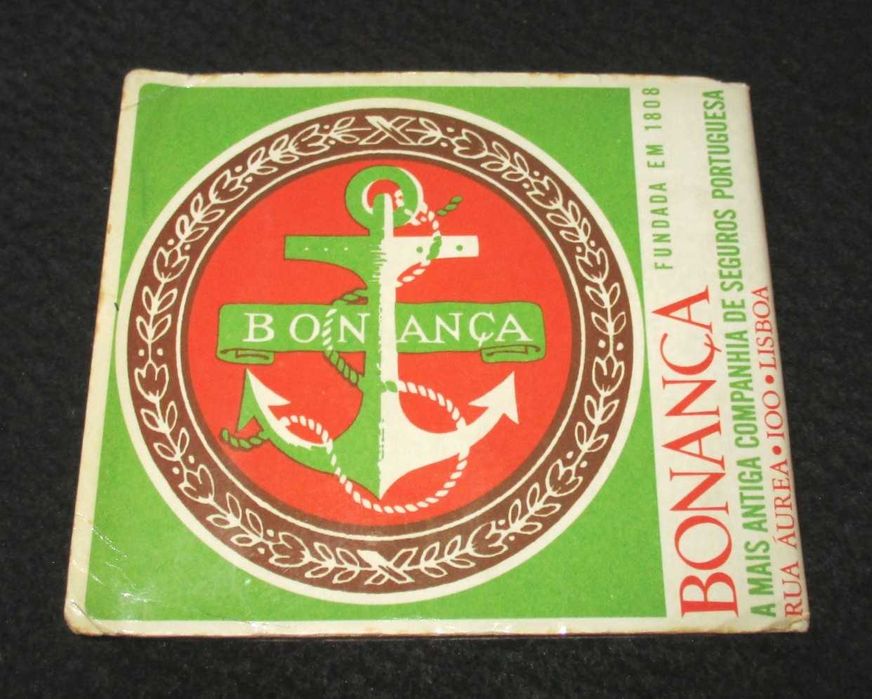 BONANÇA
FUNDADA EM 1808
BONANÇA
A MAIS ANTIGA COMPANHIA DE SEGUROS PORTUGUESA
RUA ÁUREA • 100 • LISBOA